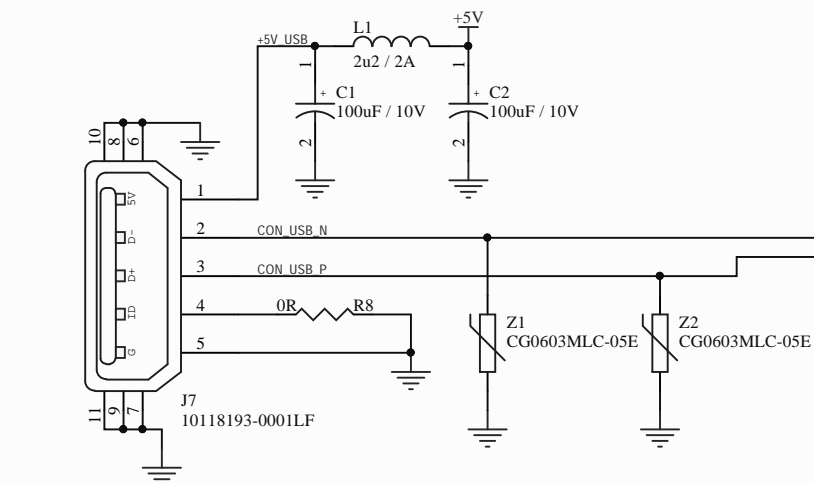 +5V
L1
+5V_USB
2u2 / 2A
1
1
+ C1
100uF / 10V
+ C2
100uF / 10V
2
2
10
8
6
5V
1
D-
2
CON_USB_N
D+
3
CON_USB_P
ID
4
0R
R8
G
5
Z1
CG0603MLC-05E
Z2
CG0603MLC-05E
11
9
7
J7
10118193-0001LF